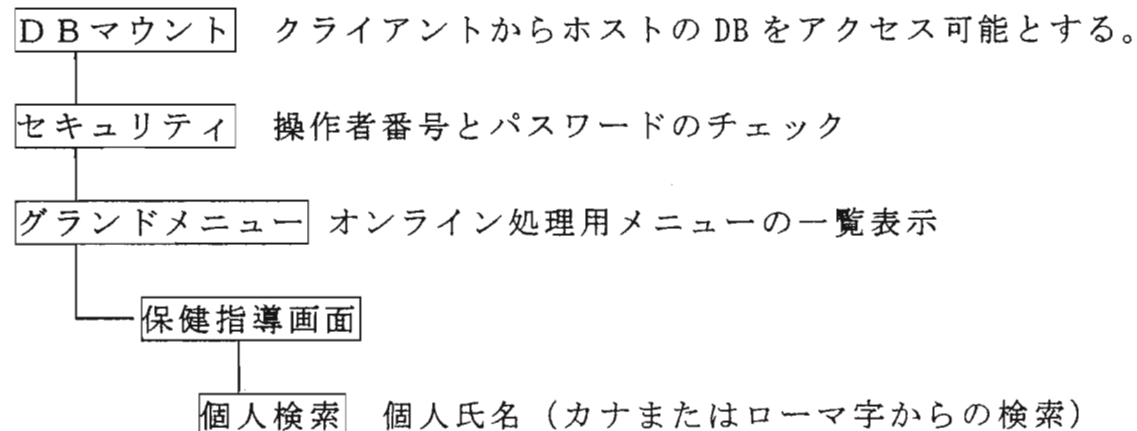 DBマウント クライアントからホストのDBをアクセス可能とする。
セキュリティ 操作者番号とパスワードのチェック
グランドメニュー オンライン処理用メニューの一覧表示
保健指導画面
個人検索 個人氏名(カナまたはローマ字からの検索)